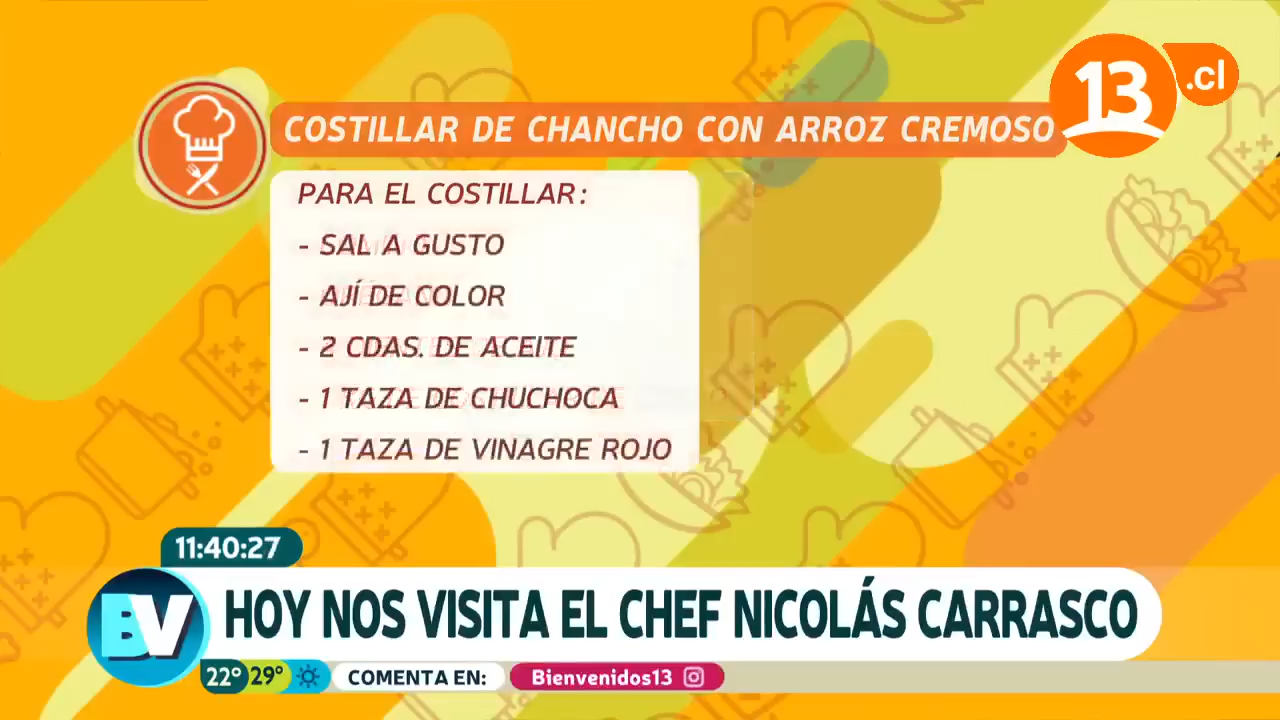 13.cl
COSTILLAR DE CHANCHO CON ARROZ CREMOSO
PARA EL COSTILLAR:
- SAL A GUSTO
- AJÍ DE COLOR
- 2 CDAS. DE ACEITE
- 1 TAZA DE CHUCHOCA
- 1 TAZA DE VINAGRE ROJO
11:40:27
BV
HOY NOS VISITA EL CHEF NICOLÁS CARRASCO
22° 29°
COMENTA EN:
Bienvenidos13